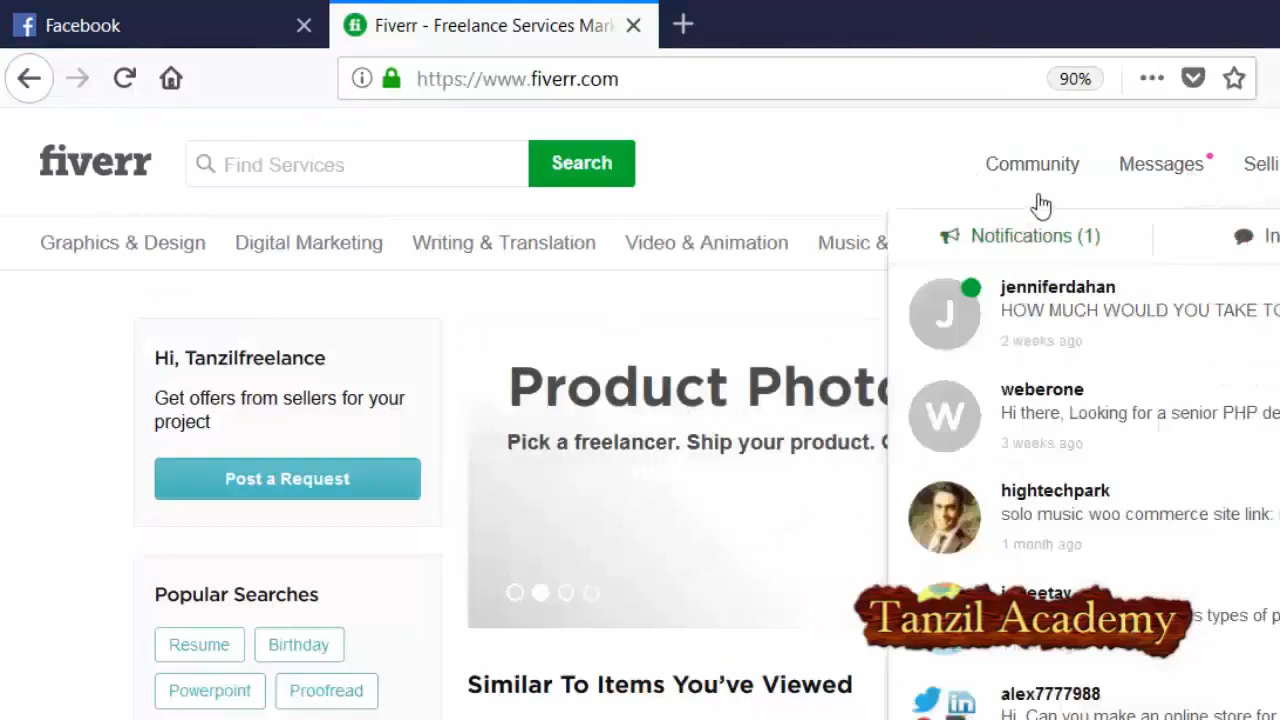 Facebook
Fiverr - Freelance Services Mar
https://www.fiverr.com
90%
fiverr
Find Services
Search
Community
Messages
Selli
Graphics & Design
Digital Marketing
Writing & Translation
Video & Animation
Music &
Notifications (1)
In
Hi, Tanzilfreelance
Get offers from sellers for your
project
Post a Request
Product Photo
Pick a freelancer. Ship your product.
jenniferdahan
HOW MUCH WOULD YOU TAKE TO
2 weeks ago
weberone
Hi there, Looking for a senior PHP de
3 weeks ago
hightechpark
solo music woo commerce site link:
1 month ago
s types of p
Tanzil Academy
alex7777988
Hi, Can you make an online store for
Popular Searches
Resume
Birthday
Powerpoint
Proofread
Similar To Items You've Viewed